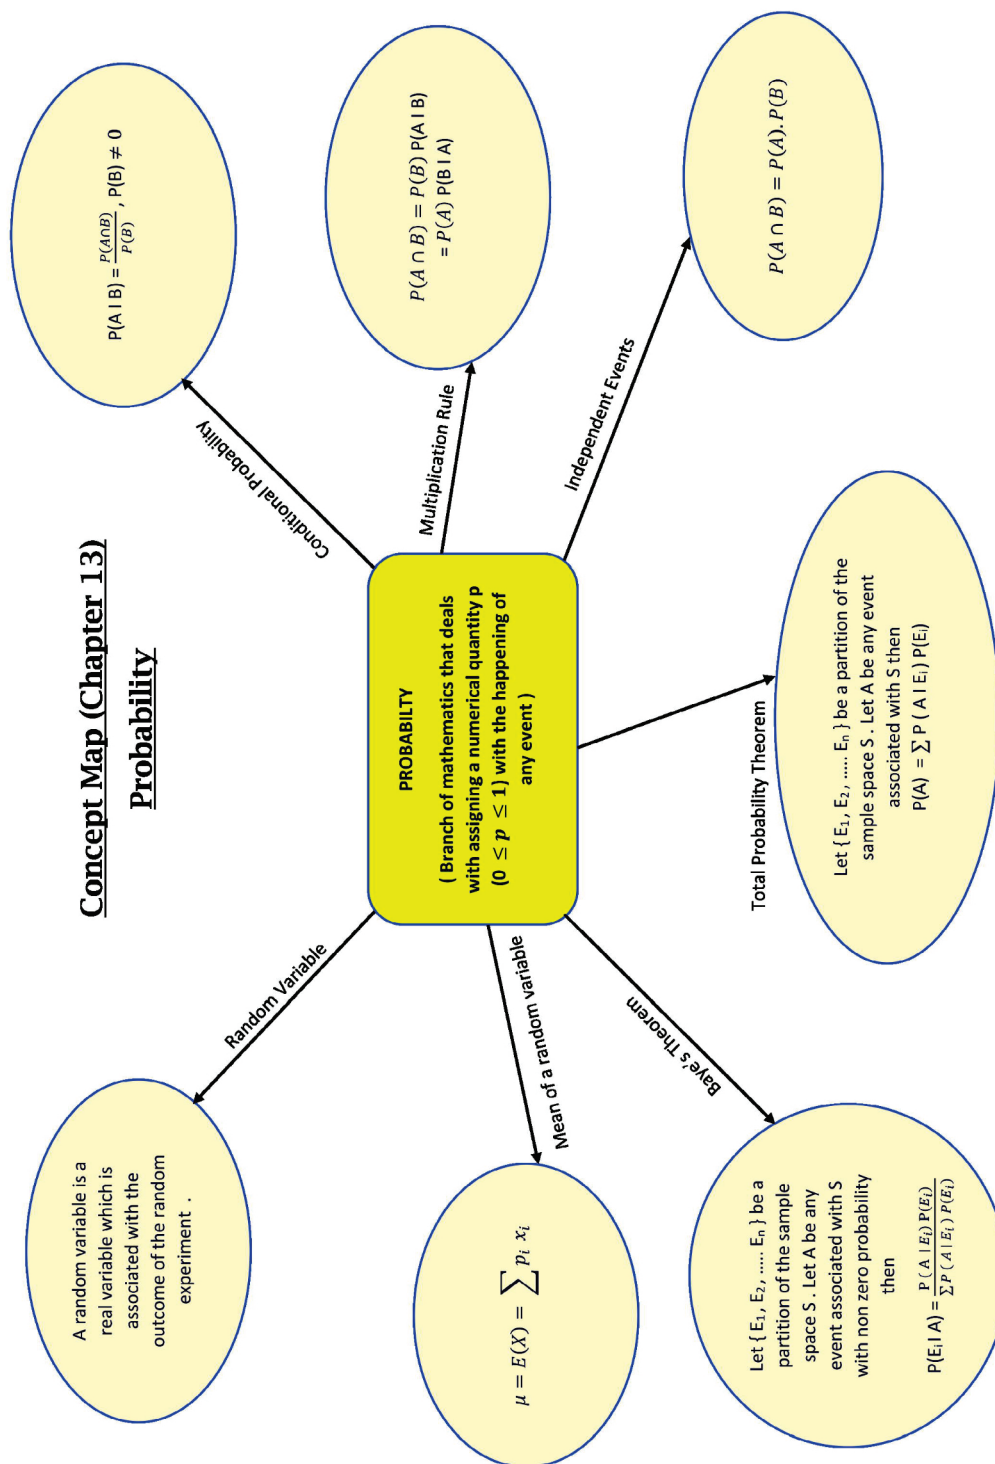 Concept Map (Chapter 13)
Probability
PROBABILTY
( Branch of mathematics that deals
with assigning a numerical quantity p
(0 ≤ p ≤ 1) with the happening of
any event )
Random Variable
A random variable is a
real variable which is
associated with the
outcome of the random
experiment .
Mean of a random variable
μ = E(X) = ∑ pᵢ xᵢ
Baye's Theorem
Let { E₁, E₂, ..... Eₙ } be a
partition of the sample
space S . Let A be any
event associated with S
with non zero probability
then
P(Eᵢ I A) = P ( A | Eᵢ ) P(Eᵢ) / ∑ P ( A | Eᵢ ) P(Eᵢ)
Total Probability Theorem
Let { E₁, E₂, ..... Eₙ } be a partition of the
sample space S . Let A be any event
associated with S then
P(A) = ∑ P ( A I Eᵢ ) P(Eᵢ)
Independent Events
P(A ∩ B) = P(A). P(B)
Multiplication Rule
P(A ∩ B) = P(B) P(A I B)
= P(A) P(B I A)
Conditional Probability
P(A I B) = P(A∩B) / P(B) , P(B) ≠ 0